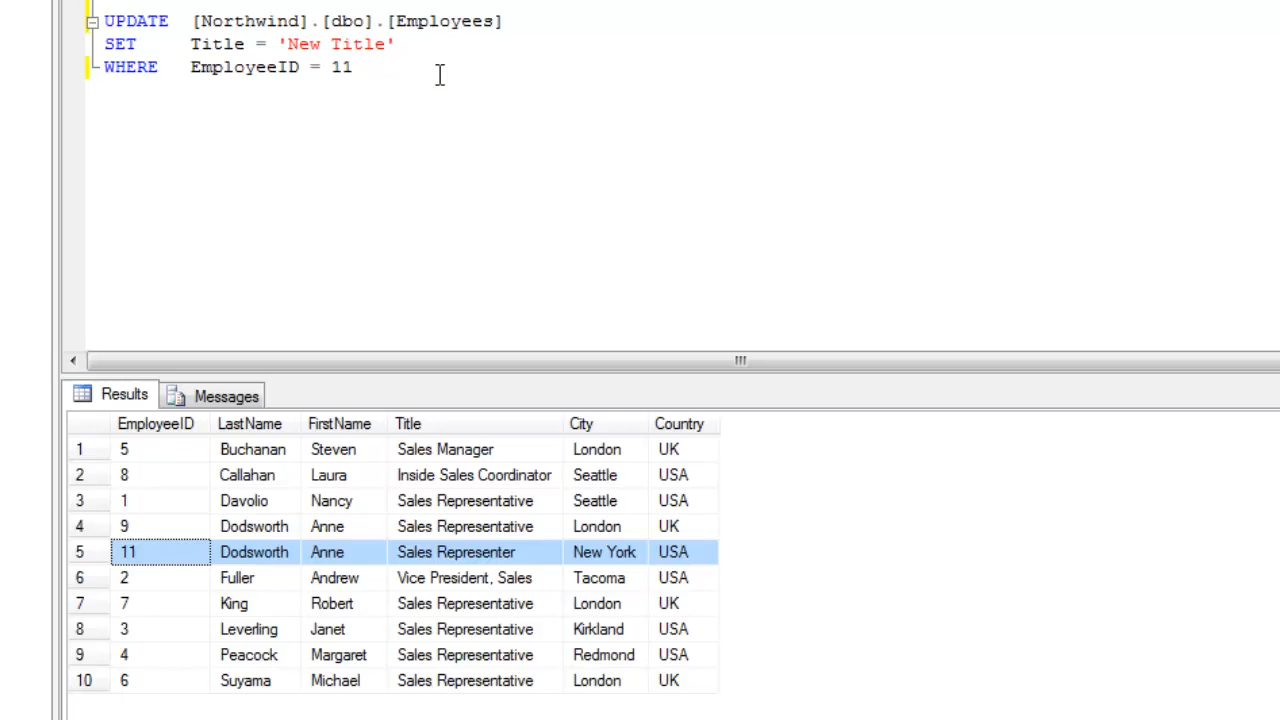 UPDATE [Northwind].[dbo].[Employees]
SET Title = 'New Title'
WHERE EmployeeID = 11
Results Messages
EmployeeID LastName FirstName Title City Country
1 5 Buchanan Steven Sales Manager London UK
2 8 Callahan Laura Inside Sales Coordinator Seattle USA
3 1 Davolio Nancy Sales Representative Seattle USA
4 9 Dodsworth Anne Sales Representative London UK
5 11 Dodsworth Anne Sales Representer New York USA
6 2 Fuller Andrew Vice President, Sales Tacoma USA
7 7 King Robert Sales Representative London UK
8 3 Leverling Janet Sales Representative Kirkland USA
9 4 Peacock Margaret Sales Representative Redmond USA
10 6 Suyama Michael Sales Representative London UK